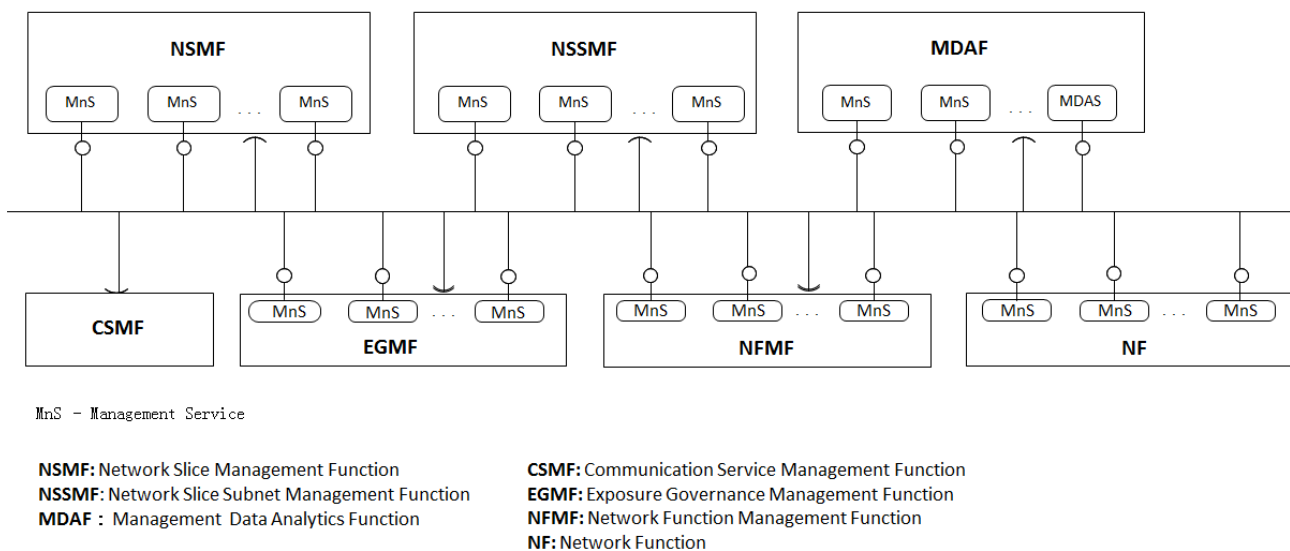 NSMF
NSSMF
MDAF
MnS MnS ... MnS
MnS MnS ... MnS
MnS MnS ... MDAS
CSMF
MnS MnS ... MnS
EGMF
MnS MnS ... MnS
NFMF
MnS MnS ... MnS
NF
MnS - Management Service
NSMF: Network Slice Management Function
NSSMF: Network Slice Subnet Management Function
MDAF : Management Data Analytics Function
CSMF: Communication Service Management Function
EGMF: Exposure Governance Management Function
NFMF: Network Function Management Function
NF: Network Function